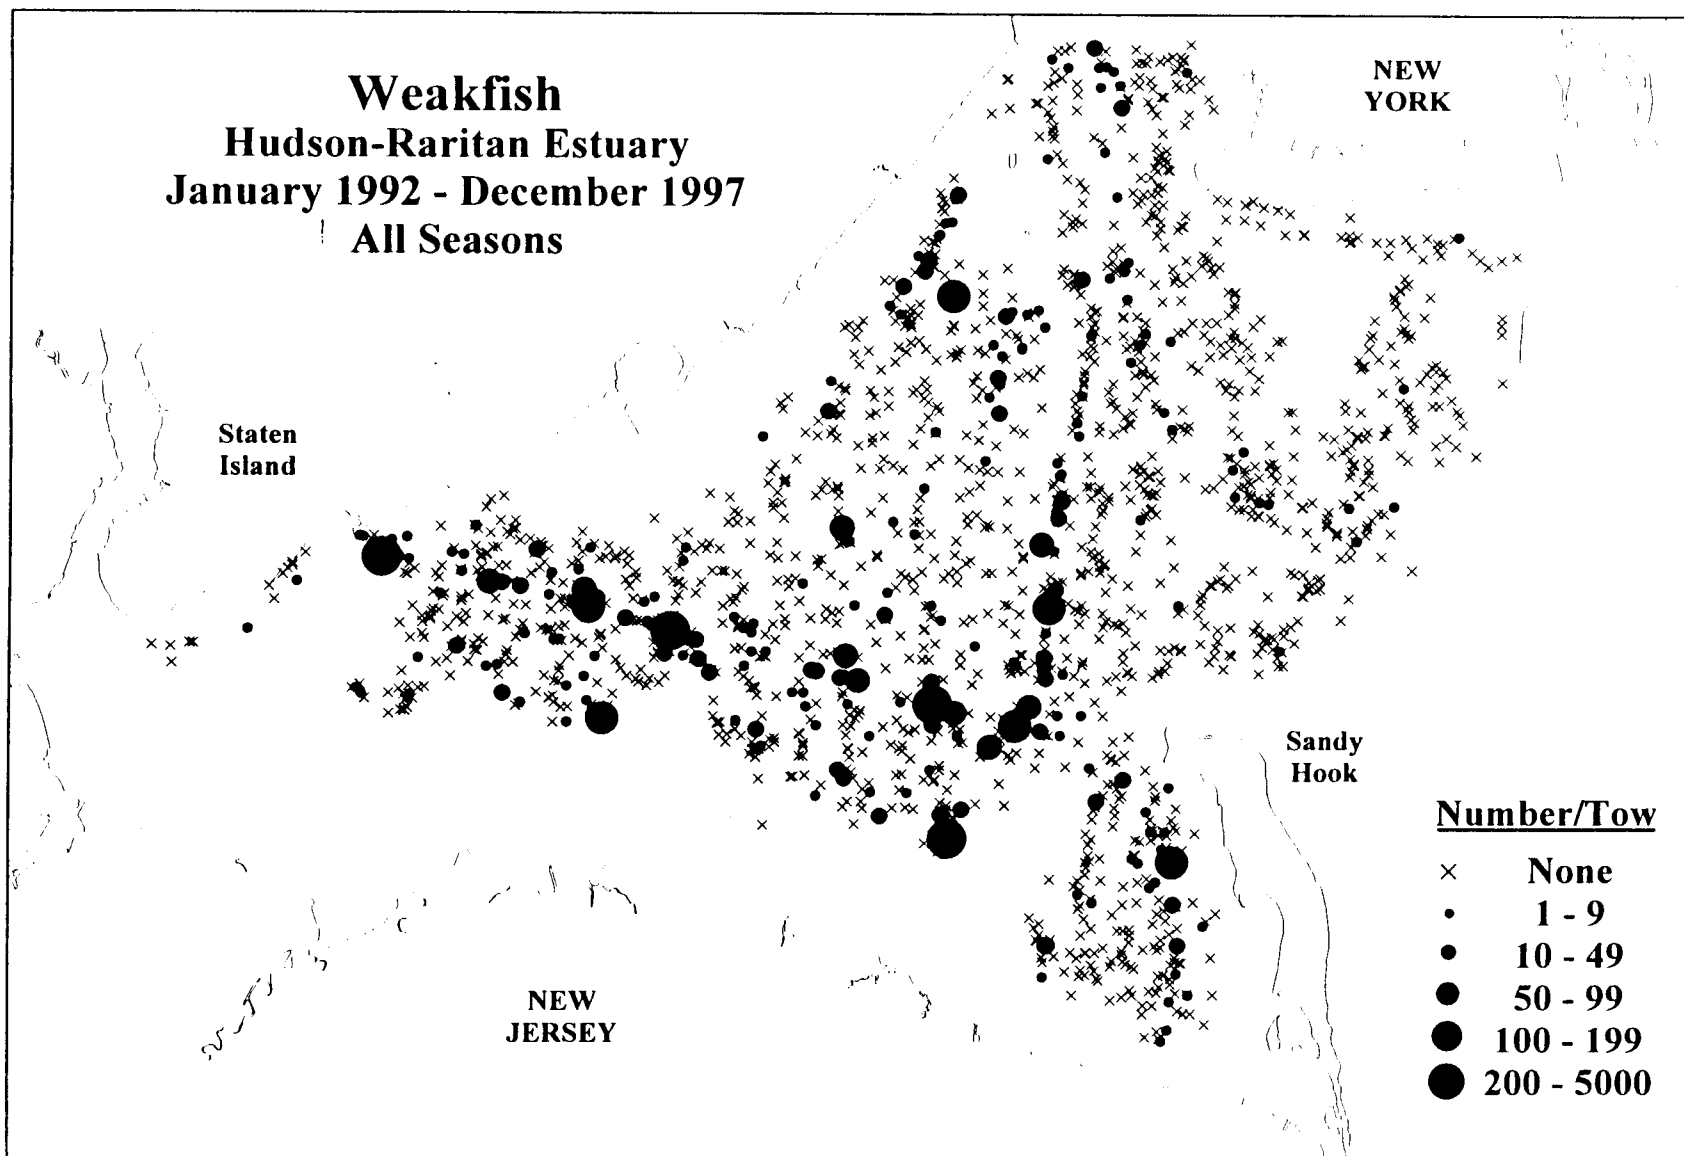 Weakfish
Hudson-Raritan Estuary
January 1992 - December 1997
All Seasons
NEW
YORK
Staten
Island
Sandy
Hook
NEW
JERSEY
Number/Tow
× None
1 - 9
10 - 49
50 - 99
100 - 199
200 - 5000